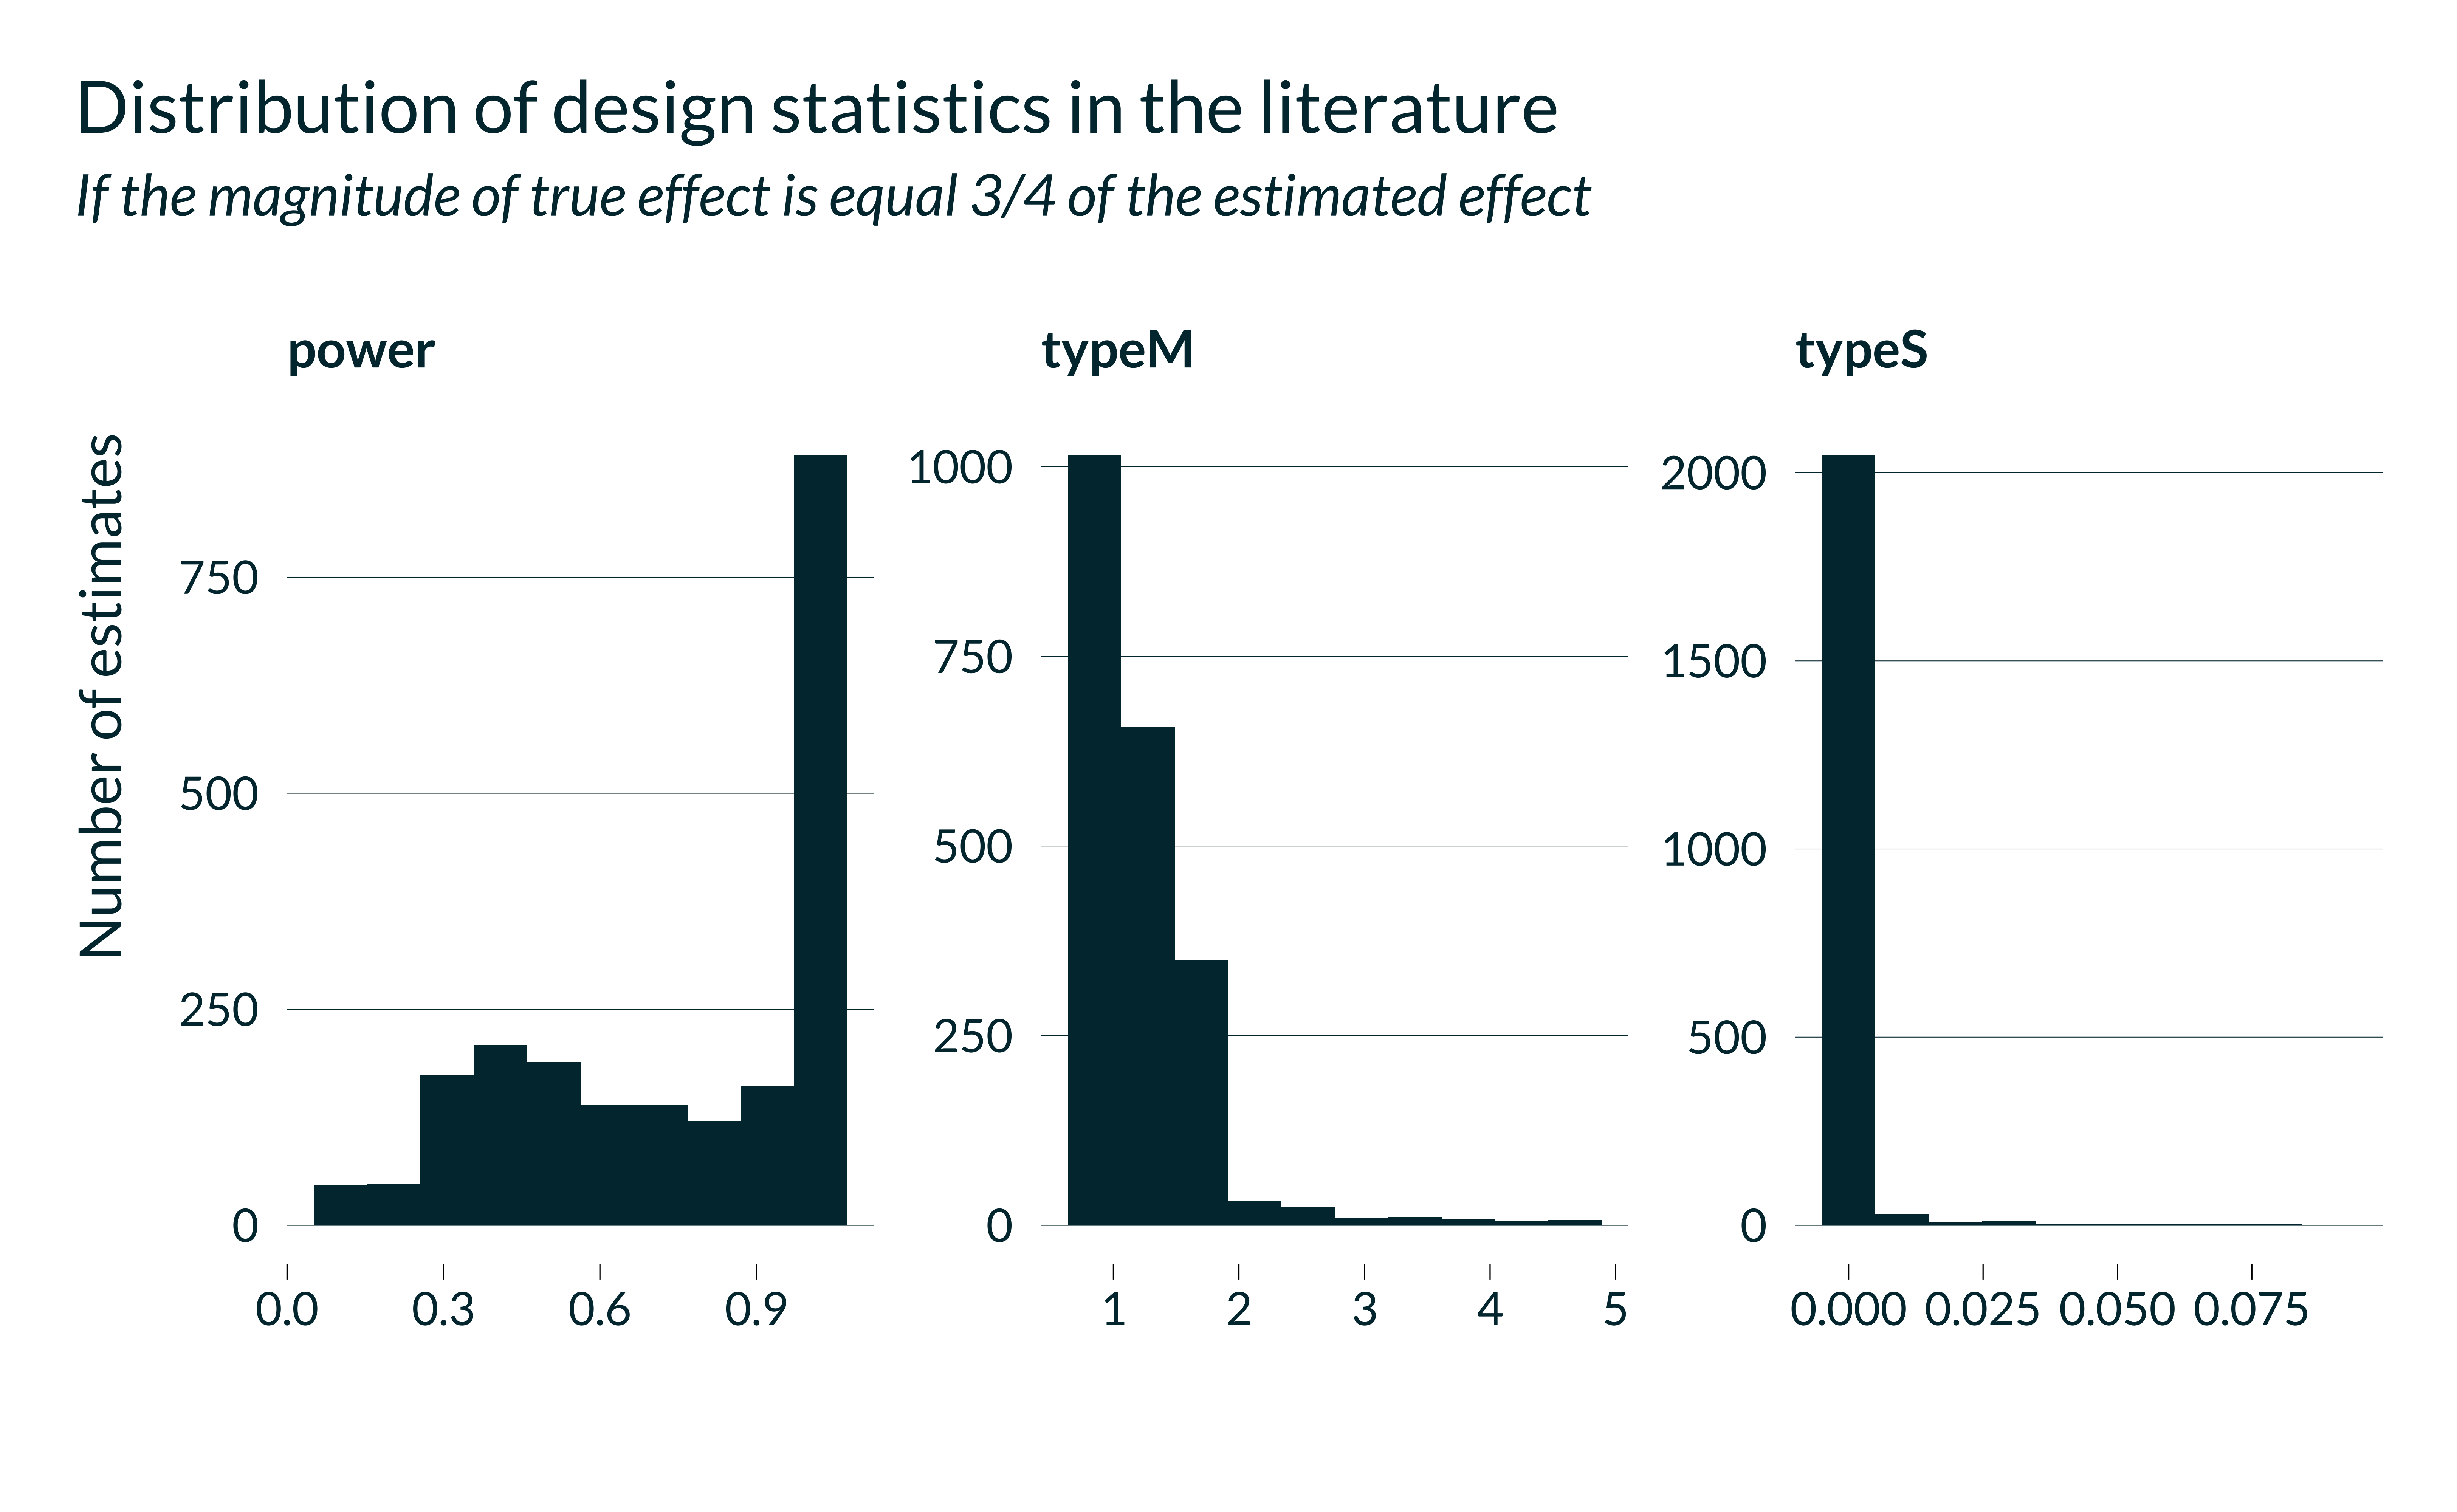 Distribution of design statistics in the literature
If the magnitude of true effect is equal 3/4 of the estimated effect
power
typeM
typeS
Number of estimates
750
500
250
0
0.0 0.3 0.6 0.9
1000
750
500
250
0
1 2 3 4 5
2000
1500
1000
500
0
0.000 0.025 0.050 0.075